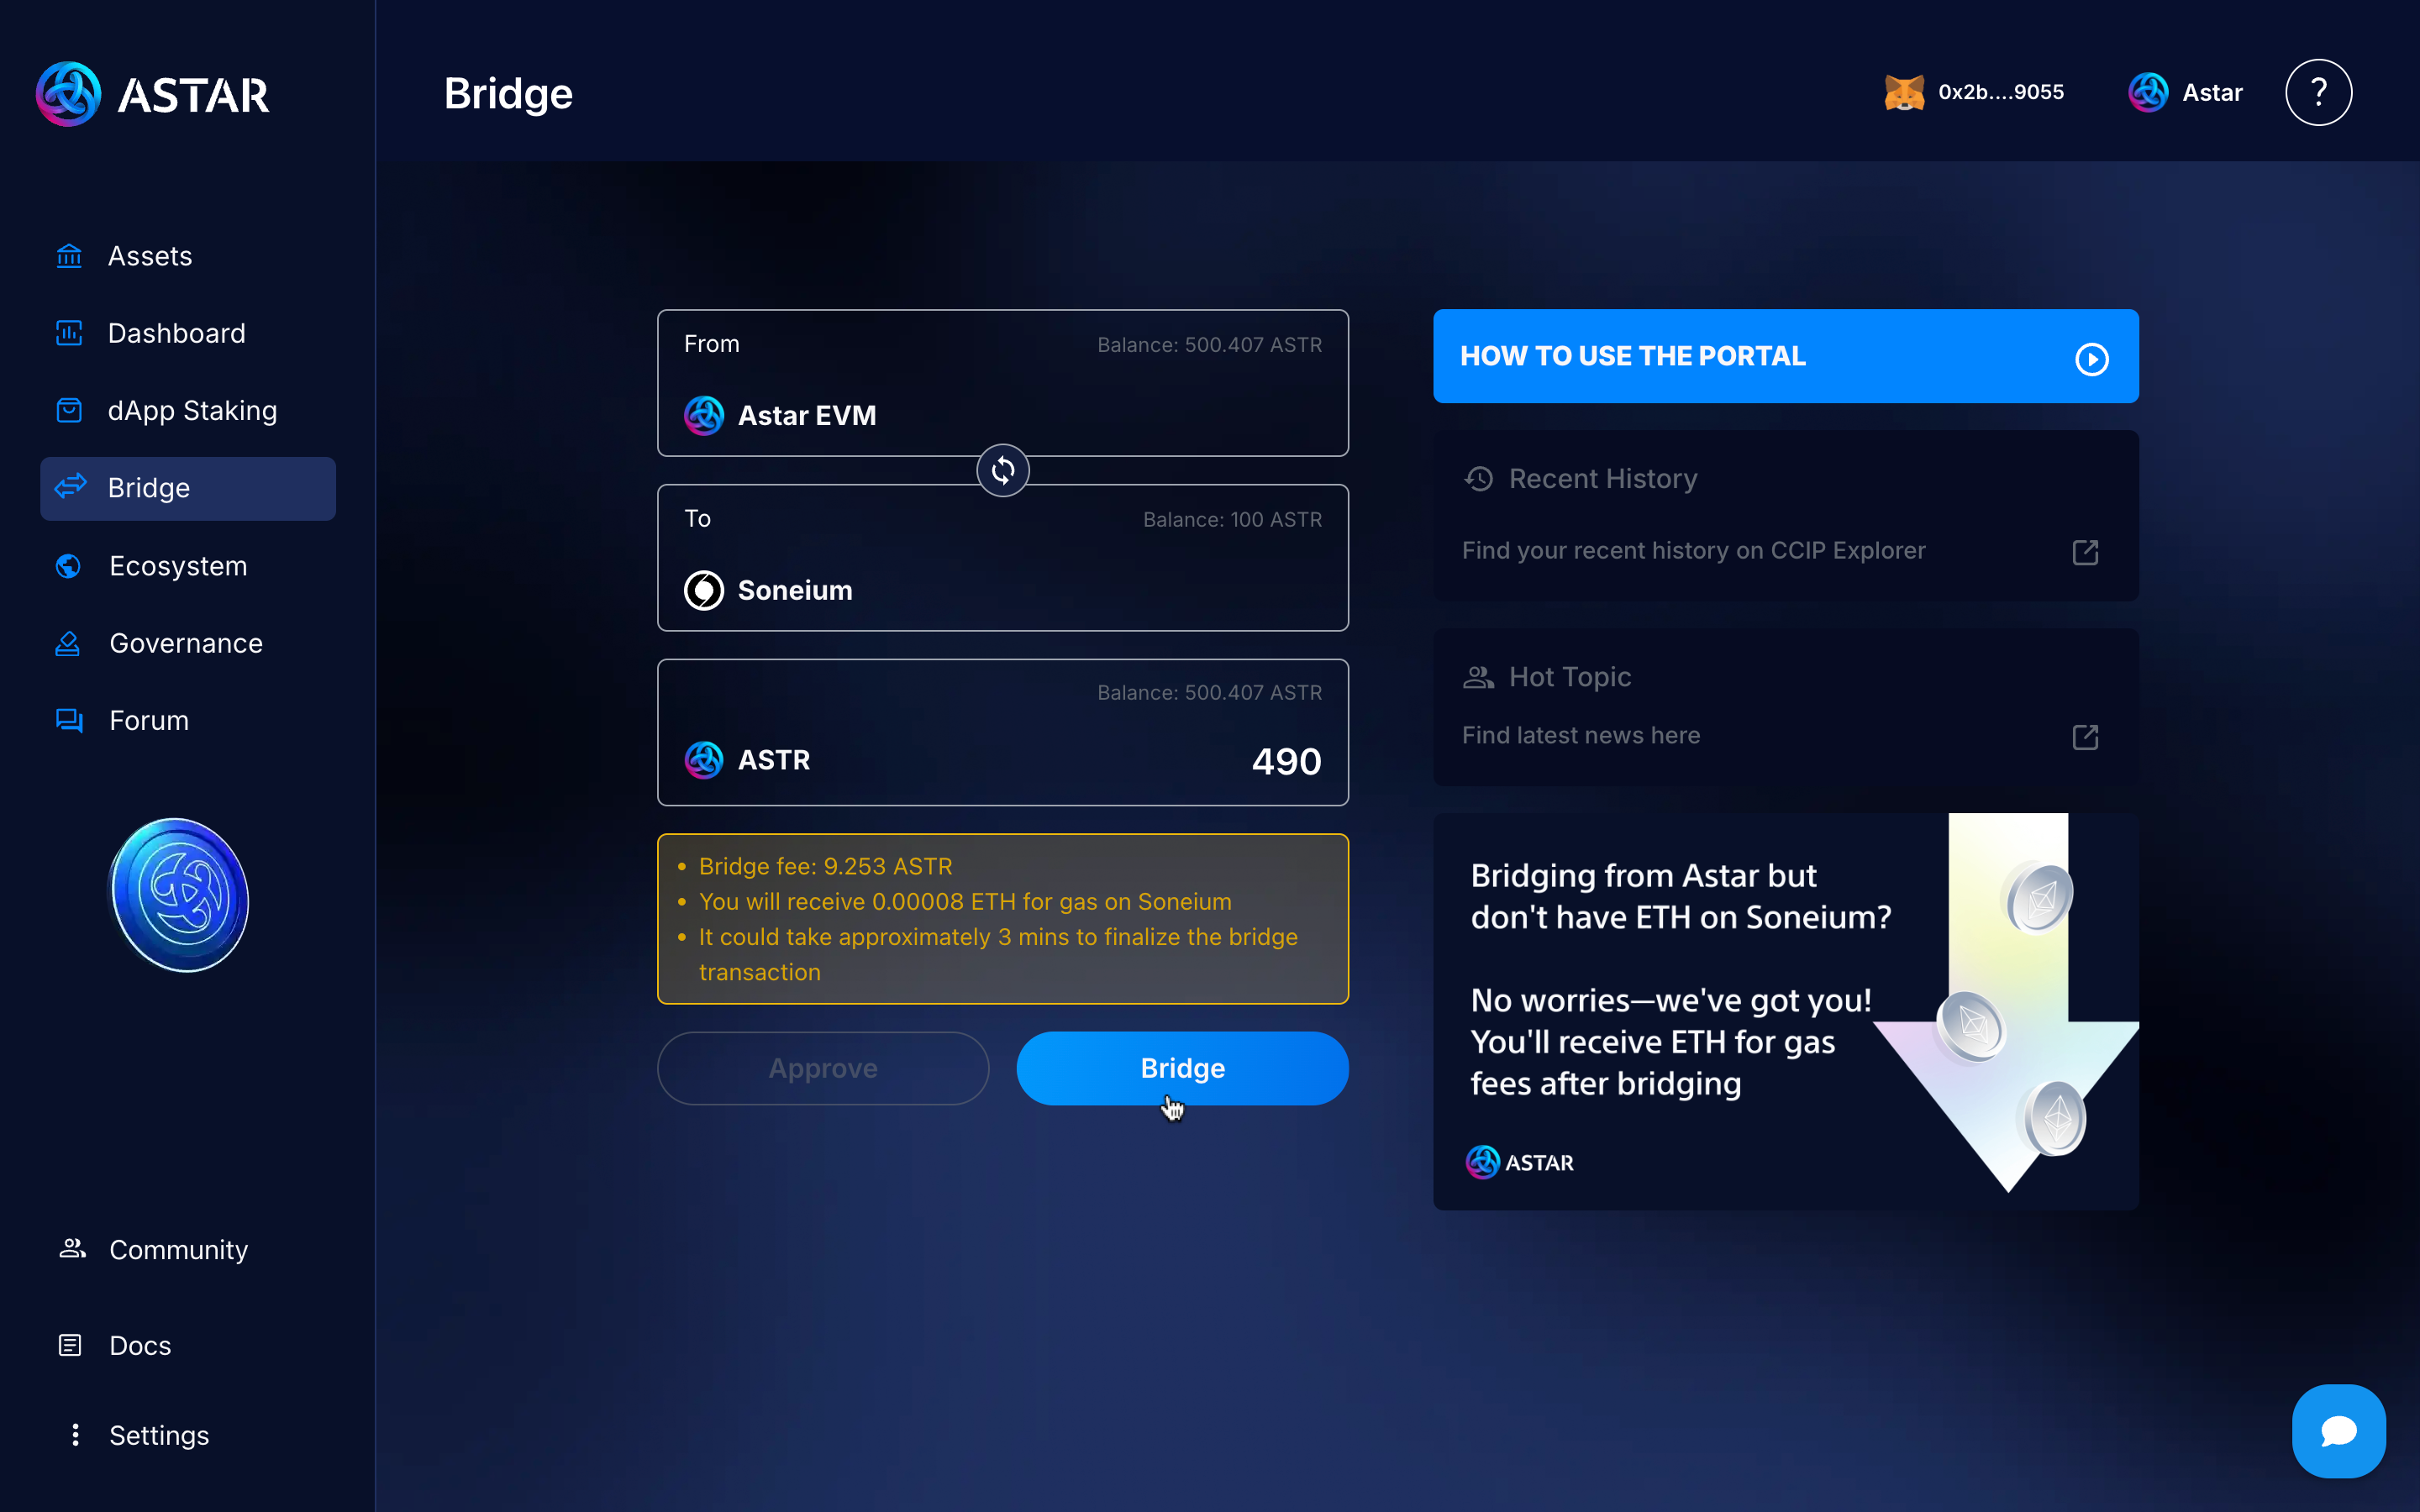 ASTAR
Bridge
0x2b....9055
Astar
?
Assets
Dashboard
dApp Staking
Bridge
Ecosystem
Governance
Forum
Community
Docs
Settings
From
Balance: 500.407 ASTR
Astar EVM
To
Balance: 100 ASTR
Soneium
Balance: 500.407 ASTR
ASTR
490
• Bridge fee: 9.253 ASTR
• You will receive 0.00008 ETH for gas on Soneium
• It could take approximately 3 mins to finalize the bridge
transaction
Approve
Bridge
HOW TO USE THE PORTAL
Recent History
Find your recent history on CCIP Explorer
Hot Topic
Find latest news here
Bridging from Astar but
don't have ETH on Soneium?
No worries—we've got you!
You'll receive ETH for gas
fees after bridging
ASTAR